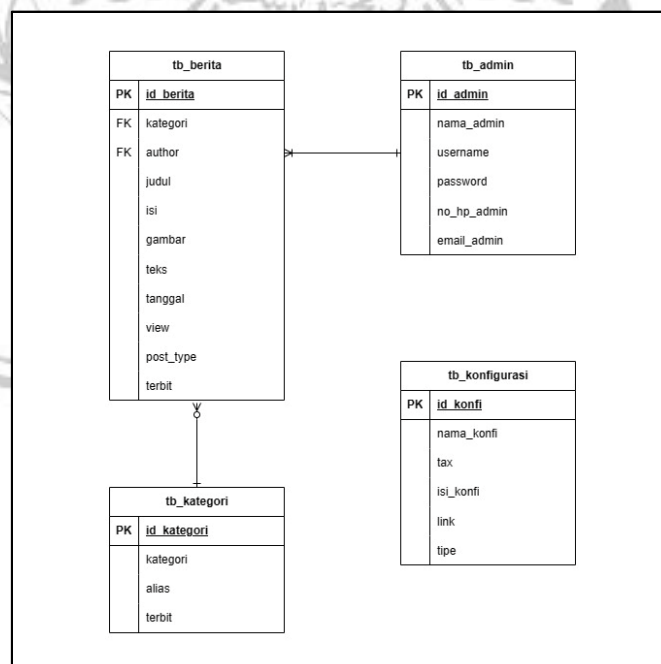 tb_berita
PK id_berita
FK kategori
FK author
judul
isi
gambar
teks
tanggal
view
post_type
terbit
tb_admin
PK id_admin
nama_admin
username
password
no_hp_admin
email_admin
tb_kategori
PK id_kategori
kategori
alias
terbit
tb_konfigurasi
PK id_konfi
nama_konfi
tax
isi_konfi
link
tipe